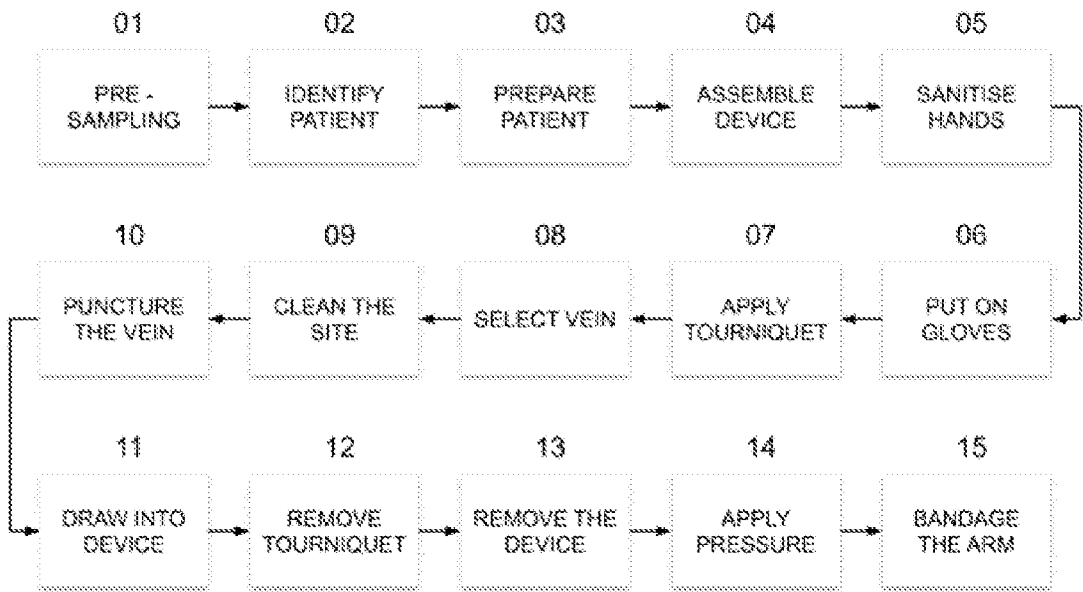 01
PRE -
SAMPLING
02
IDENTIFY
PATIENT
03
PREPARE
PATIENT
04
ASSEMBLE
DEVICE
05
SANITISE
HANDS
06
PUT ON
GLOVES
07
APPLY
TOURNIQUET
08
SELECT VEIN
09
CLEAN THE
SITE
10
PUNCTURE
THE VEIN
11
DRAW INTO
DEVICE
12
REMOVE
TOURNIQUET
13
REMOVE THE
DEVICE
14
APPLY
PRESSURE
15
BANDAGE
THE ARM